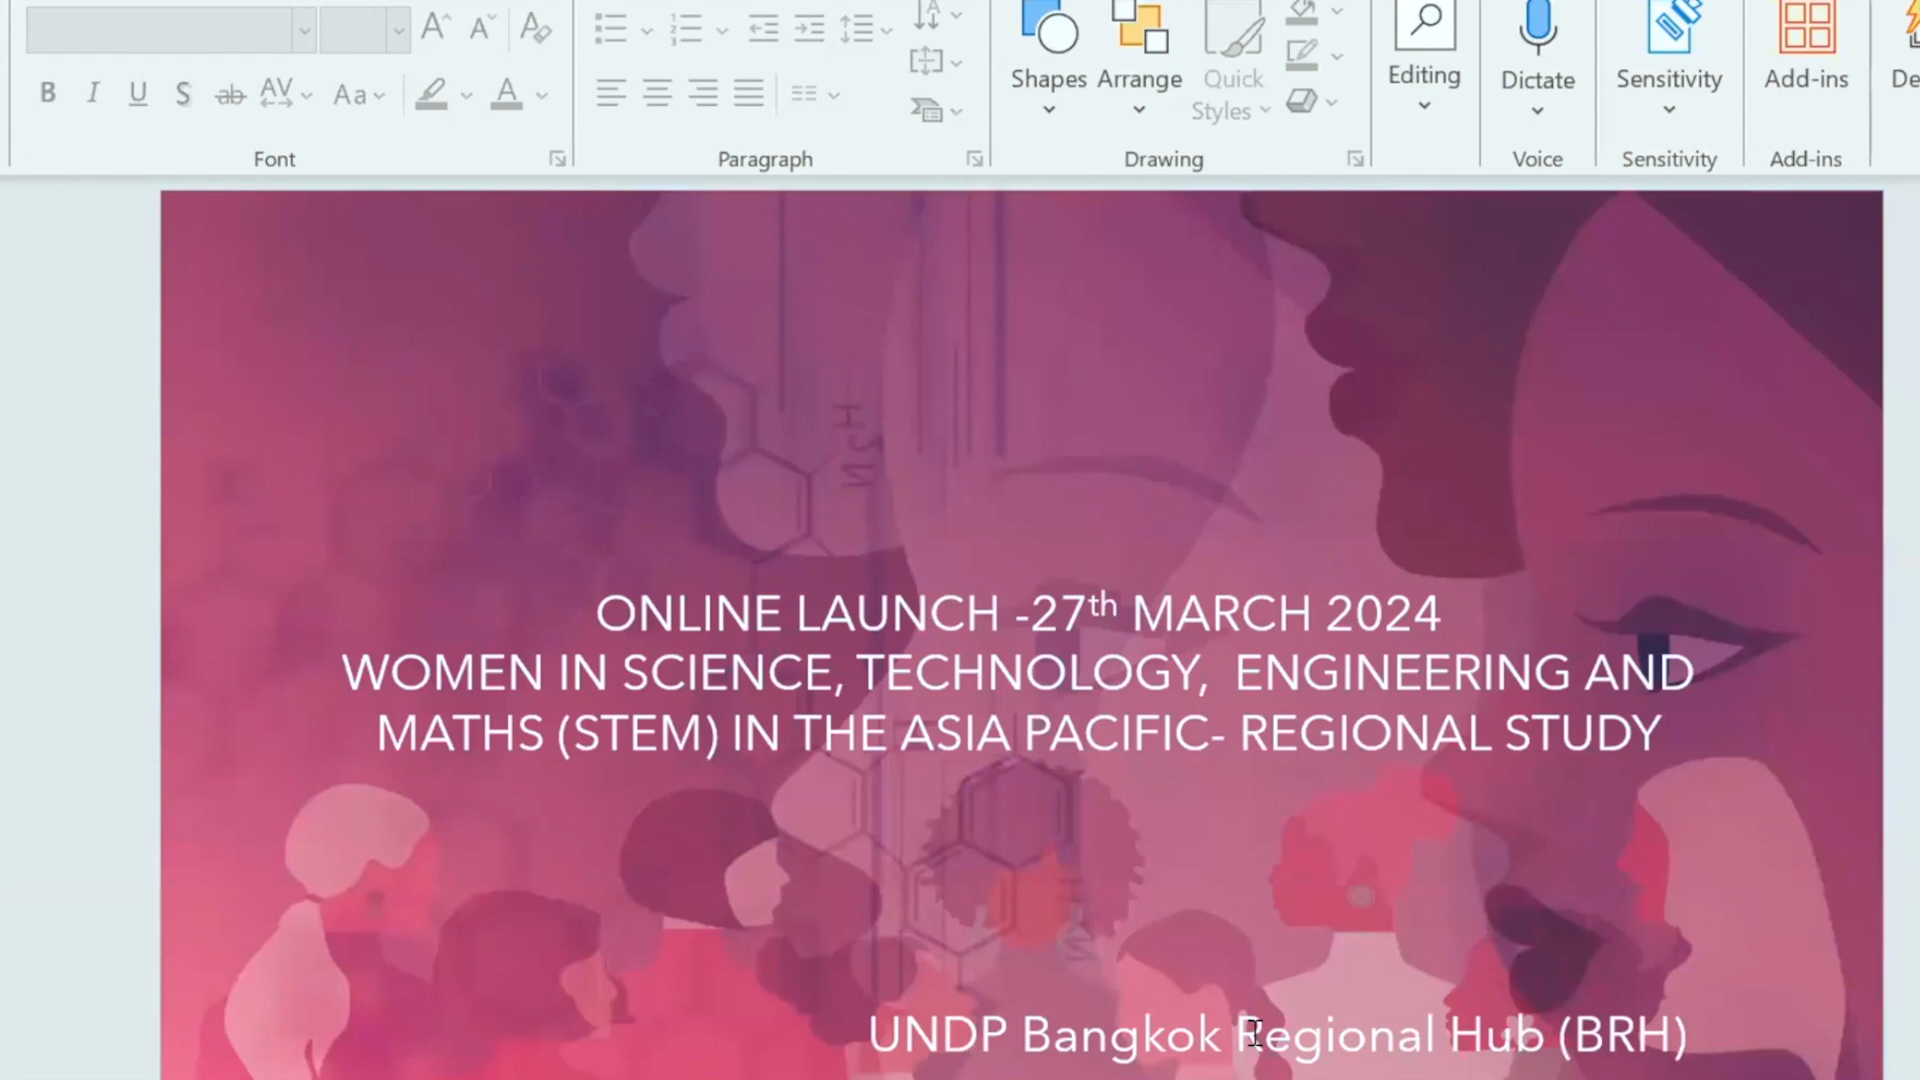 Font
Paragraph
Shapes
Arrange
Quick
Styles
Drawing
Editing
Dictate
Voice
Sensitivity
Sensitivity
Add-ins
Add-ins
ONLINE LAUNCH -27th MARCH 2024
WOMEN IN SCIENCE, TECHNOLOGY, ENGINEERING AND
MATHS (STEM) IN THE ASIA PACIFIC- REGIONAL STUDY
UNDP Bangkok Regional Hub (BRH)